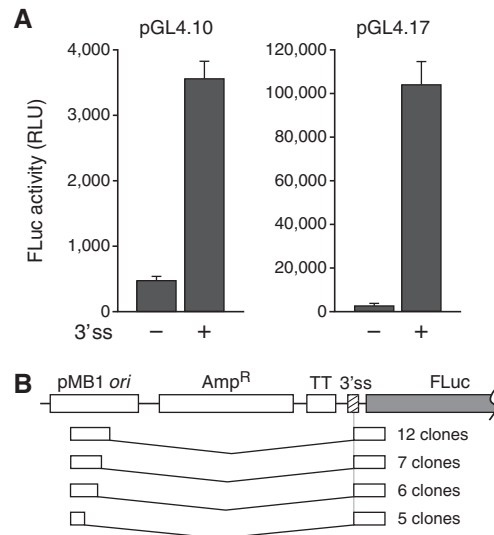 A
pGL4.10
pGL4.17
FLuc activity (RLU)
4,000
3,000
2,000
1,000
0
120,000
100,000
80,000
60,000
40,000
20,000
0
3'ss − + − +
B
pMB1 ori AmpR TT 3'ss FLuc
12 clones
7 clones
6 clones
5 clones